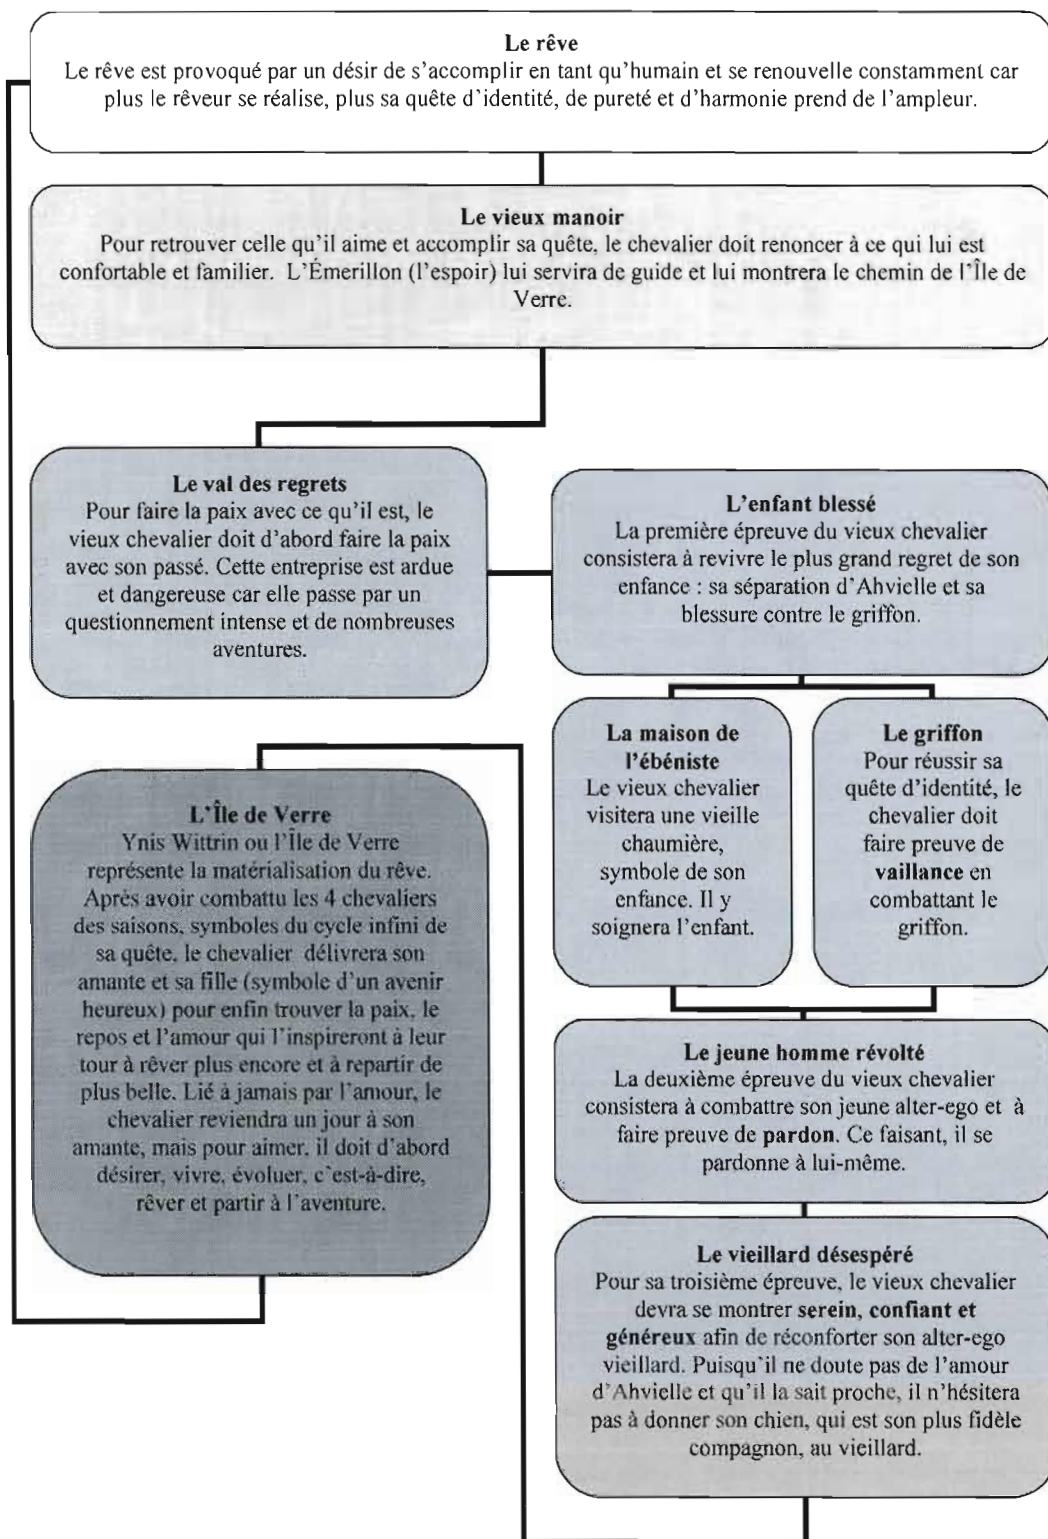 Le rêve
Le rêve est provoqué par un désir de s'accomplir en tant qu'humain et se renouvelle constamment car
plus le rêveur se réalise, plus sa quête d'identité, de pureté et d'harmonie prend de l'ampleur.
Le vieux manoir
Pour retrouver celle qu'il aime et accomplir sa quête, le chevalier doit renoncer à ce qui lui est
confortable et familier. L'Émerillon (l'espoir) lui servira de guide et lui montrera le chemin de l'Île de
Verre.
Le val des regrets
Pour faire la paix avec ce qu'il est, le
vieux chevalier doit d'abord faire la paix
avec son passé. Cette entreprise est ardue
et dangereuse car elle passe par un
questionnement intense et de nombreuses
aventures.
L'enfant blessé
La première épreuve du vieux chevalier
consistera à revivre le plus grand regret de son
enfance : sa séparation d'Ahvielle et sa
blessure contre le griffon.
La maison de
l'ébéniste
Le vieux chevalier
visitera une vieille
chaumière,
symbole de son
enfance. Il y
soignera l'enfant.
Le griffon
Pour réussir sa
quête d'identité, le
chevalier doit
faire preuve de
vaillance en
combattant le
griffon.
Le jeune homme révolté
La deuxième épreuve du vieux chevalier
consistera à combattre son jeune alter-ego et à
faire preuve de pardon. Ce faisant, il se
pardonne à lui-même.
Le vieillard désespéré
Pour sa troisième épreuve, le vieux chevalier
devra se montrer serein, confiant et
généreux afin de réconforter son alter-ego
vieillard. Puisqu'il ne doute pas de l'amour
d'Ahvielle et qu'il la sait proche, il n'hésitera
pas à donner son chien, qui est son plus fidèle
compagnon, au vieillard.
L'Île de Verre
Ynis Wittrin ou l'Île de Verre
représente la matérialisation du rêve.
Après avoir combattu les 4 chevaliers
des saisons, symboles du cycle infini de
sa quête, le chevalier délivrera son
amante et sa fille (symbole d'un avenir
heureux) pour enfin trouver la paix, le
repos et l'amour qui l'inspireront à leur
tour à rêver plus encore et à repartir de
plus belle. Lié à jamais par l'amour, le
chevalier reviendra un jour à son
amante, mais pour aimer, il doit d'abord
désirer, vivre, évoluer, c'est-à-dire,
rêver et partir à l'aventure.